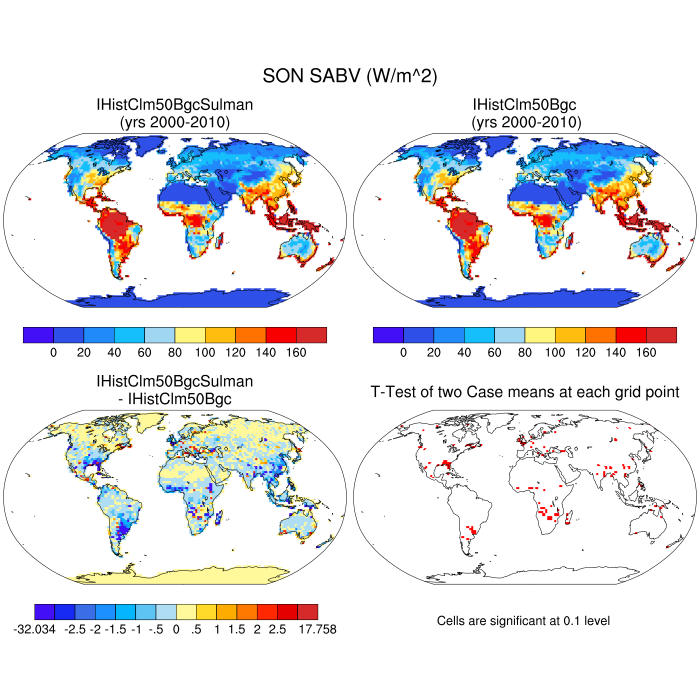 SON SABV (W/m^2)
IHistClm50BgcSulman
(yrs 2000-2010)
IHistClm50Bgc
(yrs 2000-2010)
0 20 40 60 80 100 120 140 160
0 20 40 60 80 100 120 140 160
IHistClm50BgcSulman
- IHistClm50Bgc
T-Test of two Case means at each grid point
-32.034 -2.5 -2 -1.5 -1 -.5 0 .5 1 1.5 2 2.5 17.758
Cells are significant at 0.1 level